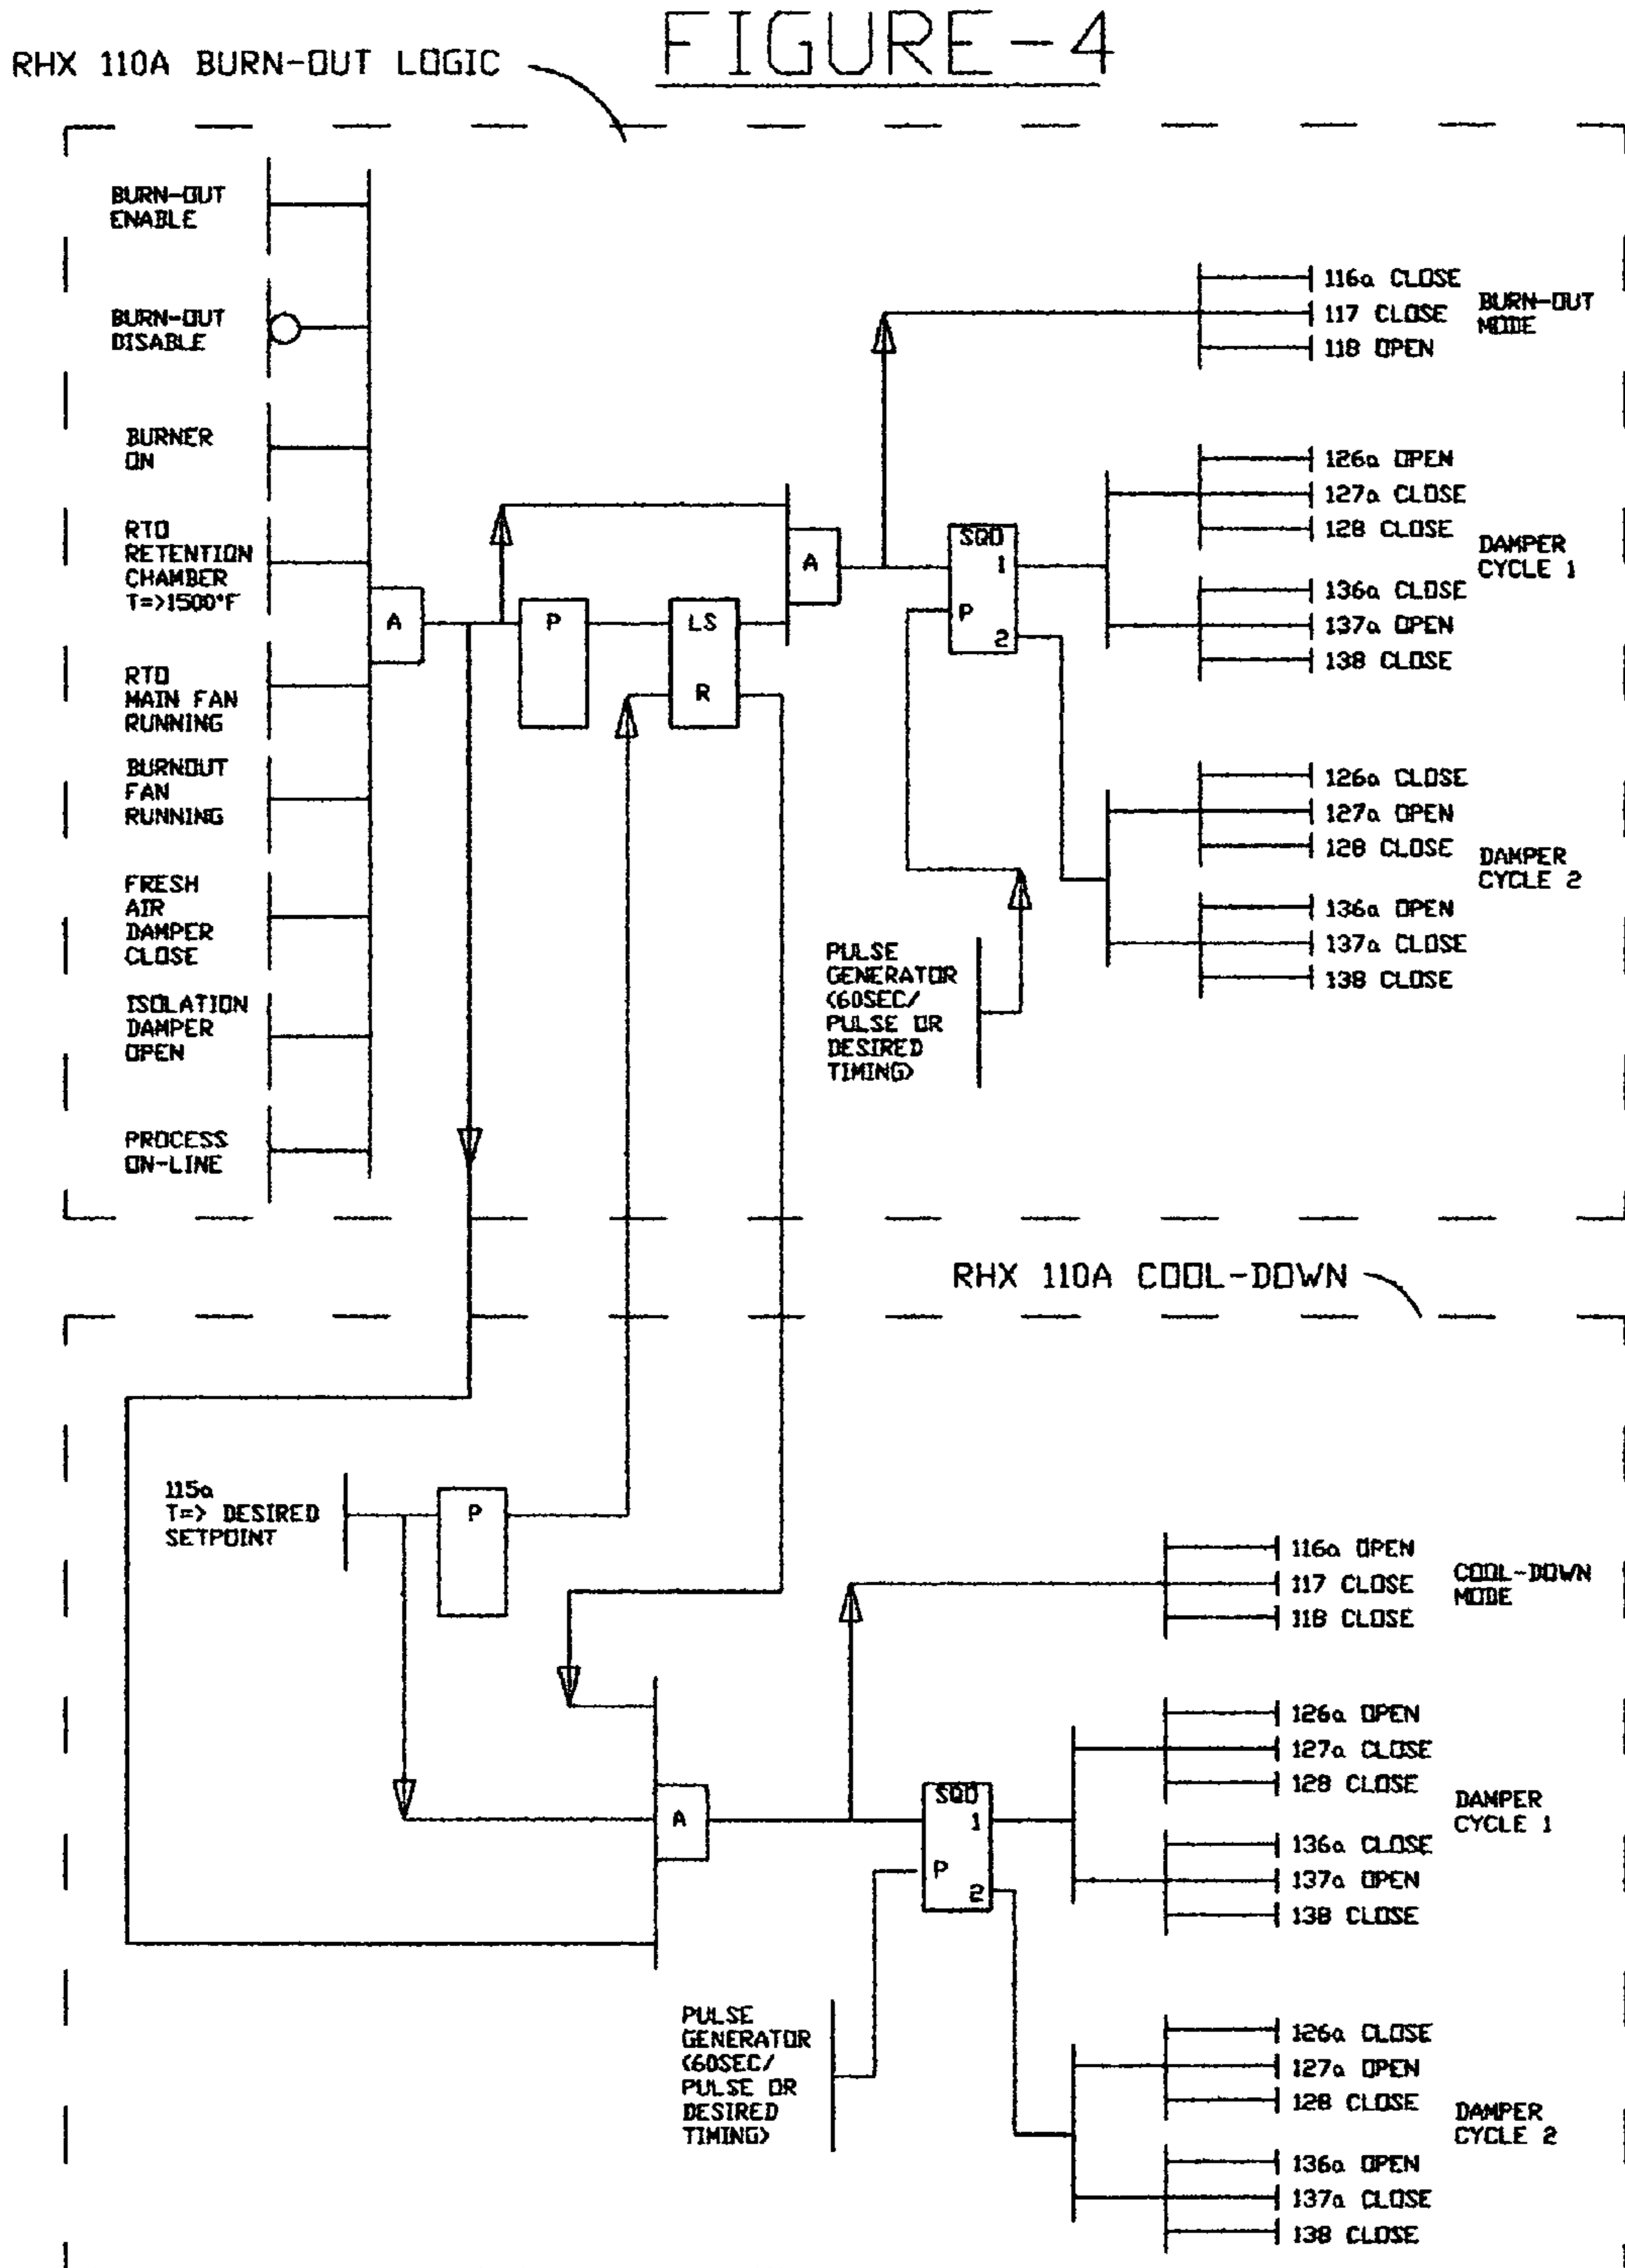 FIGURE-4
RHX 110A BURN-OUT LOGIC
BURN-OUT
ENABLE
BURN-OUT
DISABLE
BURNER
ON
RTO
RETENTION
CHAMBER
T=>1500°F
RTO
MAIN FAN
RUNNING
BURNOUT
FAN
RUNNING
FRESH
AIR
DAMPER
CLOSE
ISOLATION
DAMPER
OPEN
PROCESS
ON-LINE
A
P
LS
R
A
SQO
1
P
2
PULSE
GENERATOR
(60SEC/
PULSE OR
DESIRED
TIMING)
116a CLOSE
117 CLOSE
118 OPEN
BURN-OUT
MODE
126a OPEN
127a CLOSE
128 CLOSE
136a CLOSE
137a OPEN
138 CLOSE
DAMPER
CYCLE 1
126a CLOSE
127a OPEN
128 CLOSE
136a OPEN
137a CLOSE
138 CLOSE
DAMPER
CYCLE 2
RHX 110A COOL-DOWN
115a
T=> DESIRED
SETPOINT
P
A
SQO
1
P
2
PULSE
GENERATOR
(60SEC/
PULSE OR
DESIRED
TIMING)
116a OPEN
117 CLOSE
118 CLOSE
COOL-DOWN
MODE
126a OPEN
127a CLOSE
128 CLOSE
136a CLOSE
137a OPEN
138 CLOSE
DAMPER
CYCLE 1
126a CLOSE
127a OPEN
128 CLOSE
136a OPEN
137a CLOSE
138 CLOSE
DAMPER
CYCLE 2